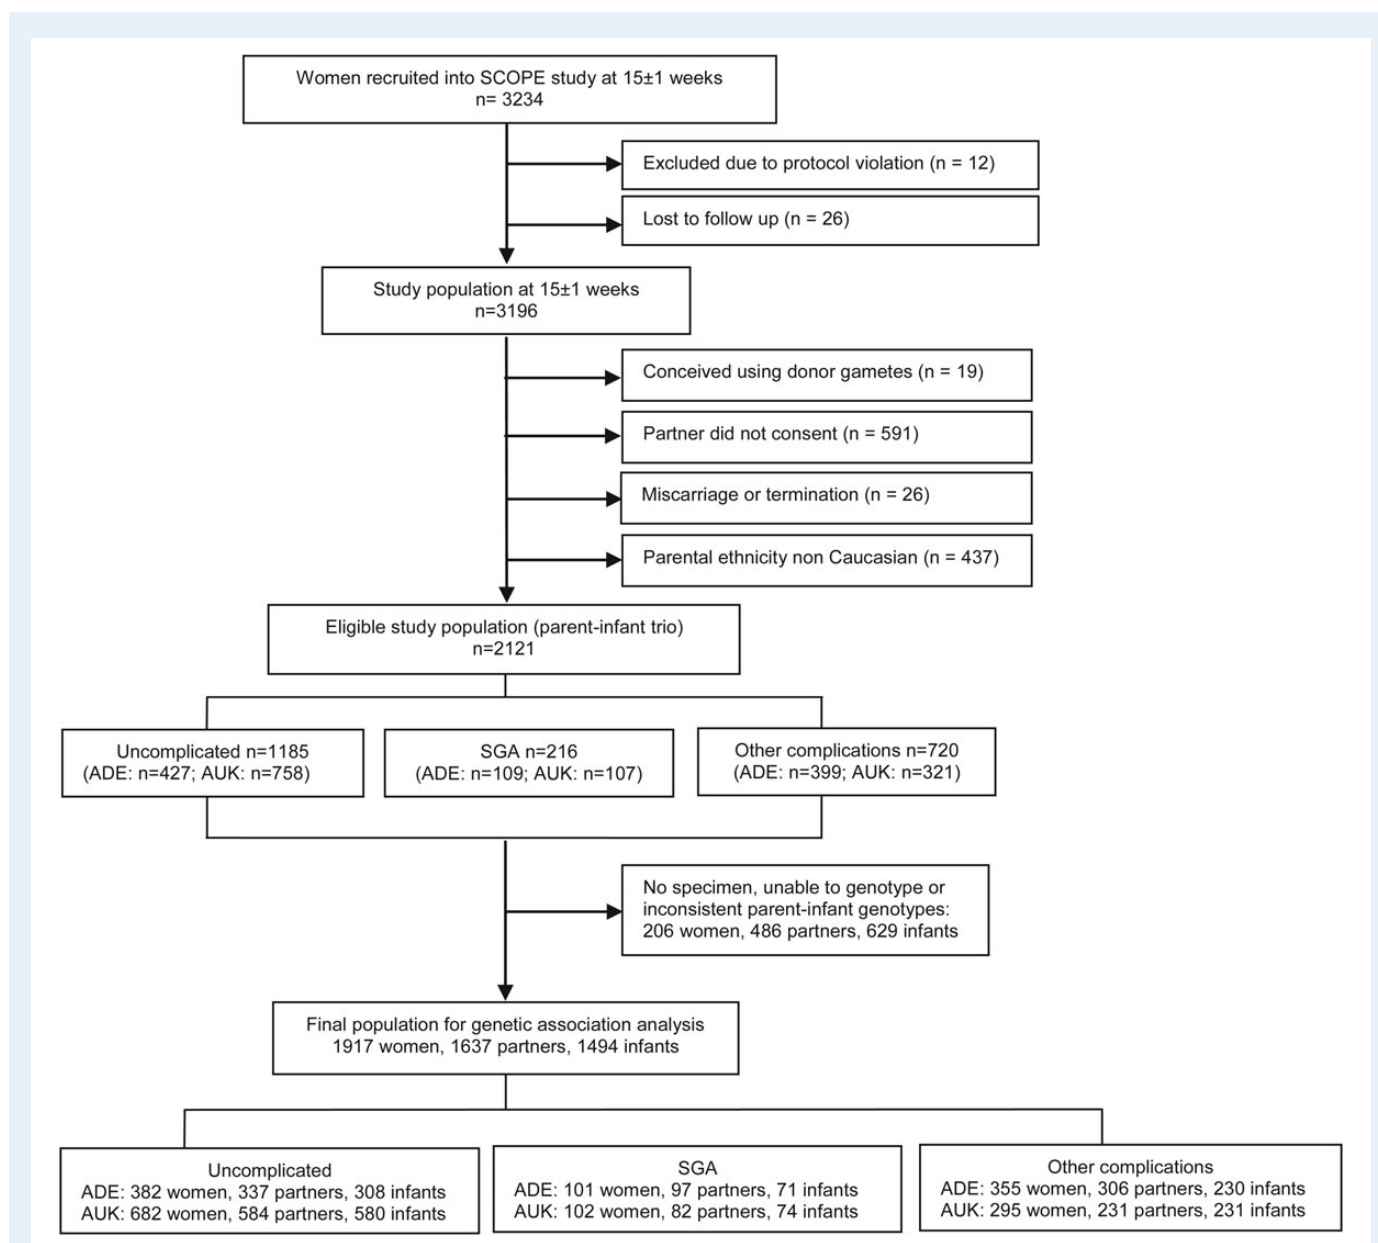 Women recruited into SCOPE study at 15±1 weeks
n= 3234
Excluded due to protocol violation (n = 12)
Lost to follow up (n = 26)
Study population at 15±1 weeks
n=3196
Conceived using donor gametes (n = 19)
Partner did not consent (n = 591)
Miscarriage or termination (n = 26)
Parental ethnicity non Caucasian (n = 437)
Eligible study population (parent-infant trio)
n=2121
Uncomplicated n=1185
(ADE: n=427; AUK: n=758)
SGA n=216
(ADE: n=109; AUK: n=107)
Other complications n=720
(ADE: n=399; AUK: n=321)
No specimen, unable to genotype or
inconsistent parent-infant genotypes:
206 women, 486 partners, 629 infants
Final population for genetic association analysis
1917 women, 1637 partners, 1494 infants
Uncomplicated
ADE: 382 women, 337 partners, 308 infants
AUK: 682 women, 584 partners, 580 infants
SGA
ADE: 101 women, 97 partners, 71 infants
AUK: 102 women, 82 partners, 74 infants
Other complications
ADE: 355 women, 306 partners, 230 infants
AUK: 295 women, 231 partners, 231 infants